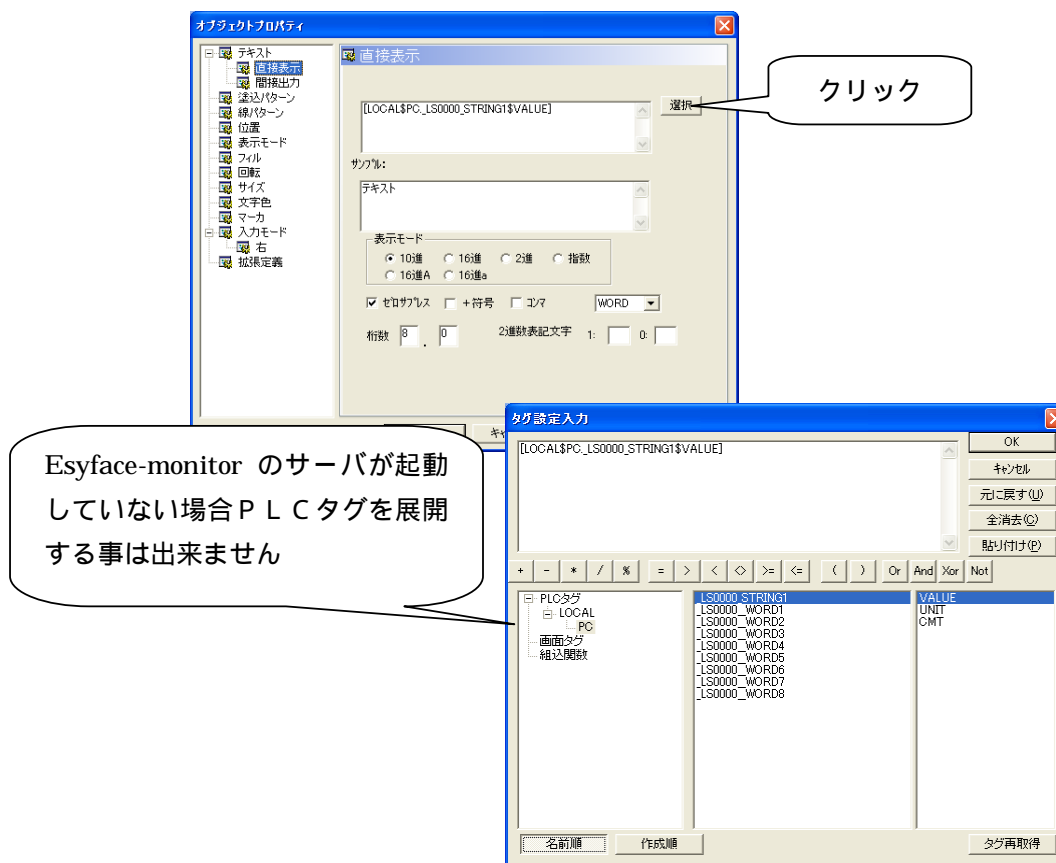 オブジェクトプロパティ
テキスト
直接表示
間接出力
塗込パターン
線パターン
位置
表示モード
フィル
回転
サイズ
文字色
マーカ
入力モード
右
拡張定義
直接表示
[LOCAL$PC._LS0000_STRING1$VALUE]
選択
クリック
サンプル:
テキスト
表示モード
10進 16進 2進 指数
16進A 16進a
ゼロサプレス +符号 コンマ WORD
桁数 8 . 0 2進数表記文字 1: 0:
Esyface-monitor のサーバが起動
していない場合ＰＬＣタグを展開
する事は出来ません
タグ設定入力
[LOCAL$PC._LS0000_STRING1$VALUE]
OK
キャンセル
元に戻す(U)
全消去(C)
貼り付け(P)
+ - * / % = > < <> >= <= ( ) Or And Xor Not
PLCタグ
LOCAL
PC
画面タグ
組込関数
_LS0000_STRING1
_LS0000__WORD1
_LS0000__WORD2
_LS0000__WORD3
_LS0000__WORD4
_LS0000__WORD5
_LS0000__WORD6
_LS0000__WORD7
_LS0000__WORD8
VALUE
UNIT
CMT
名前順 作成順 タグ再取得